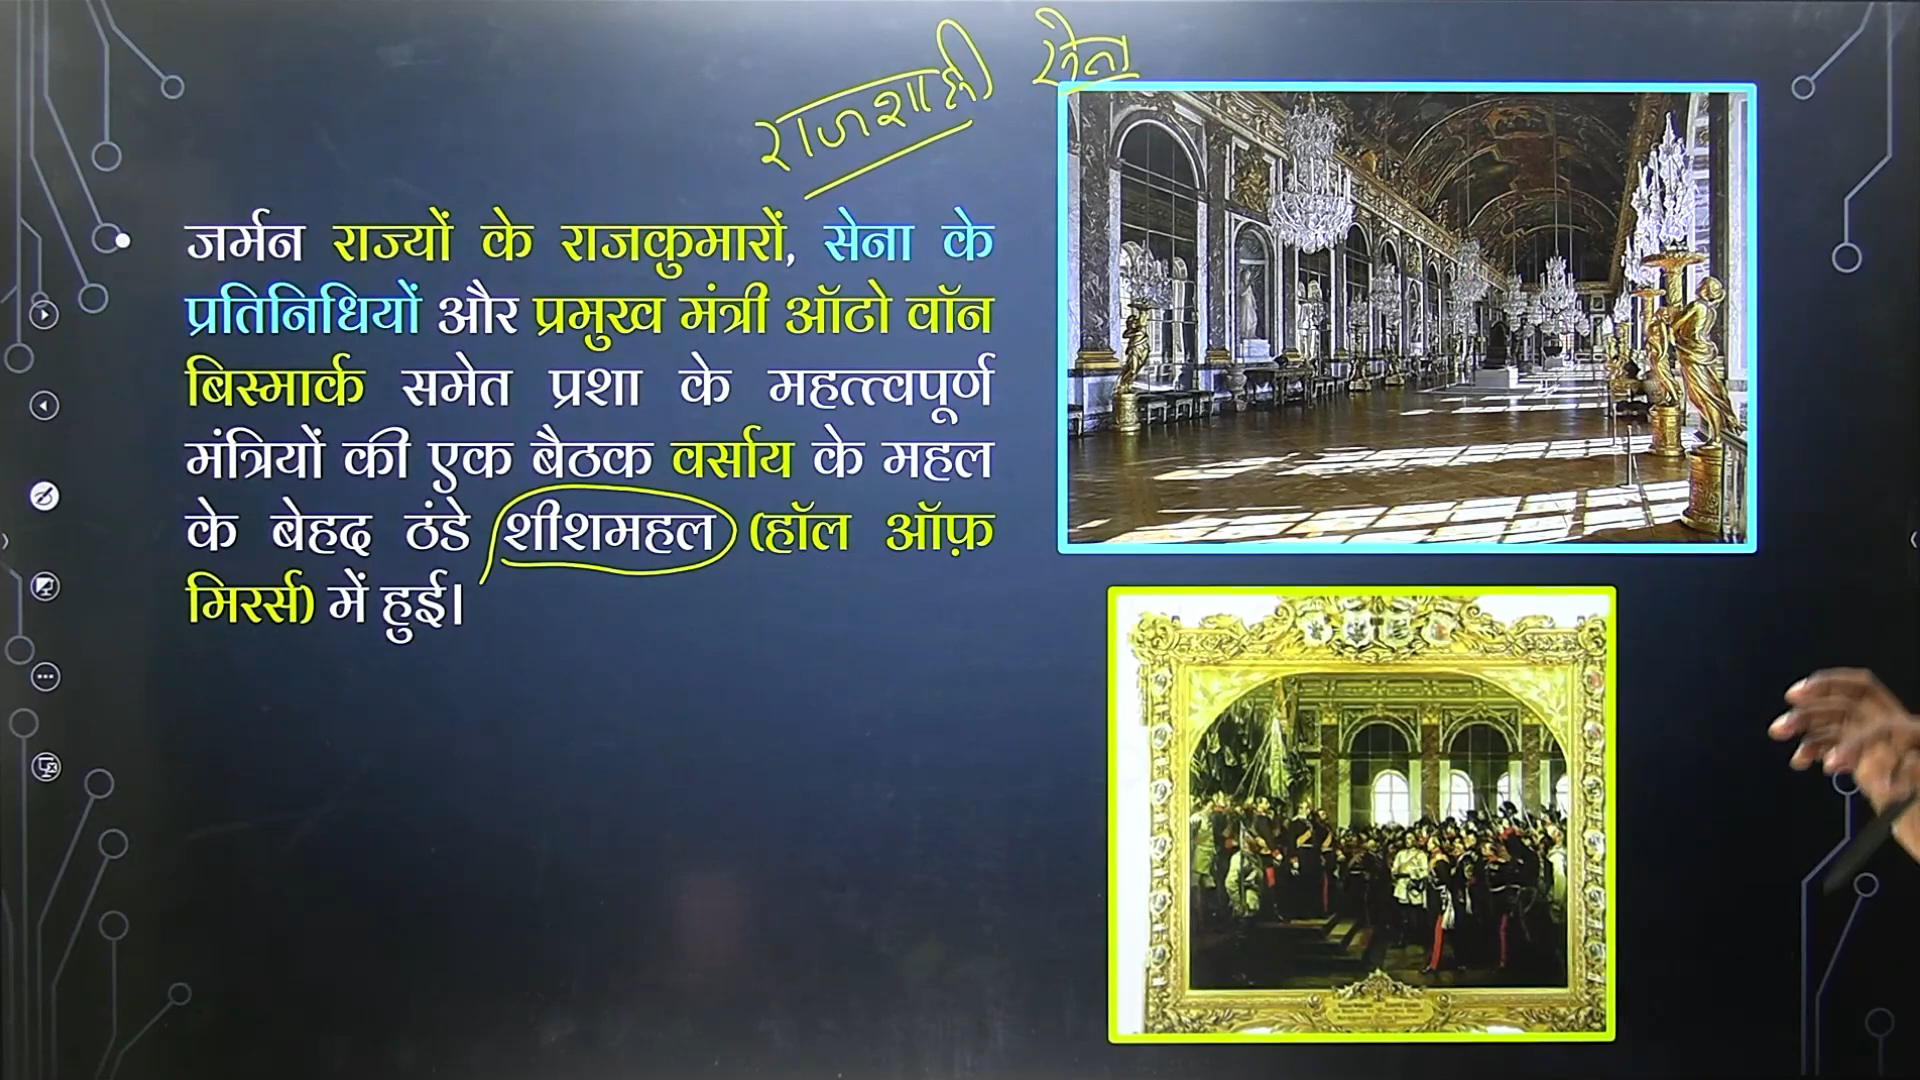 राजशाही सेना
जर्मन राज्यों के राजकुमारों, सेना के
प्रतिनिधियों और प्रमुख मंत्री ऑटो वॉन
बिस्मार्क समेत प्रशा के महत्त्वपूर्ण
मंत्रियों की एक बैठक वर्साय के महल
के बेहद ठंडे शीशमहल (हॉल ऑफ़
मिरर्स) में हुई।